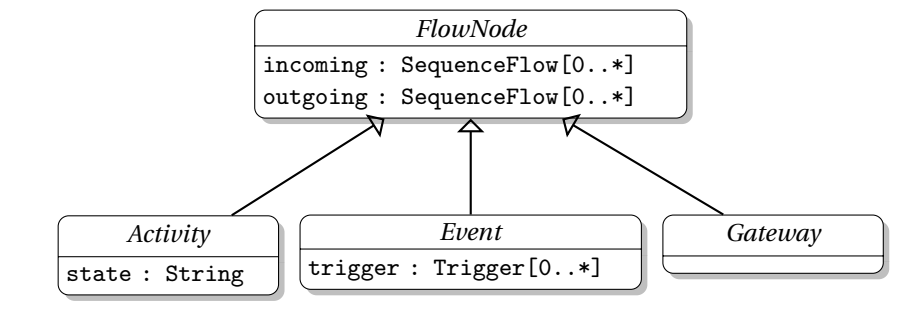 FlowNode
incoming : SequenceFlow[0..*]
outgoing : SequenceFlow[0..*]
Activity
state : String
Event
trigger : Trigger[0..*]
Gateway